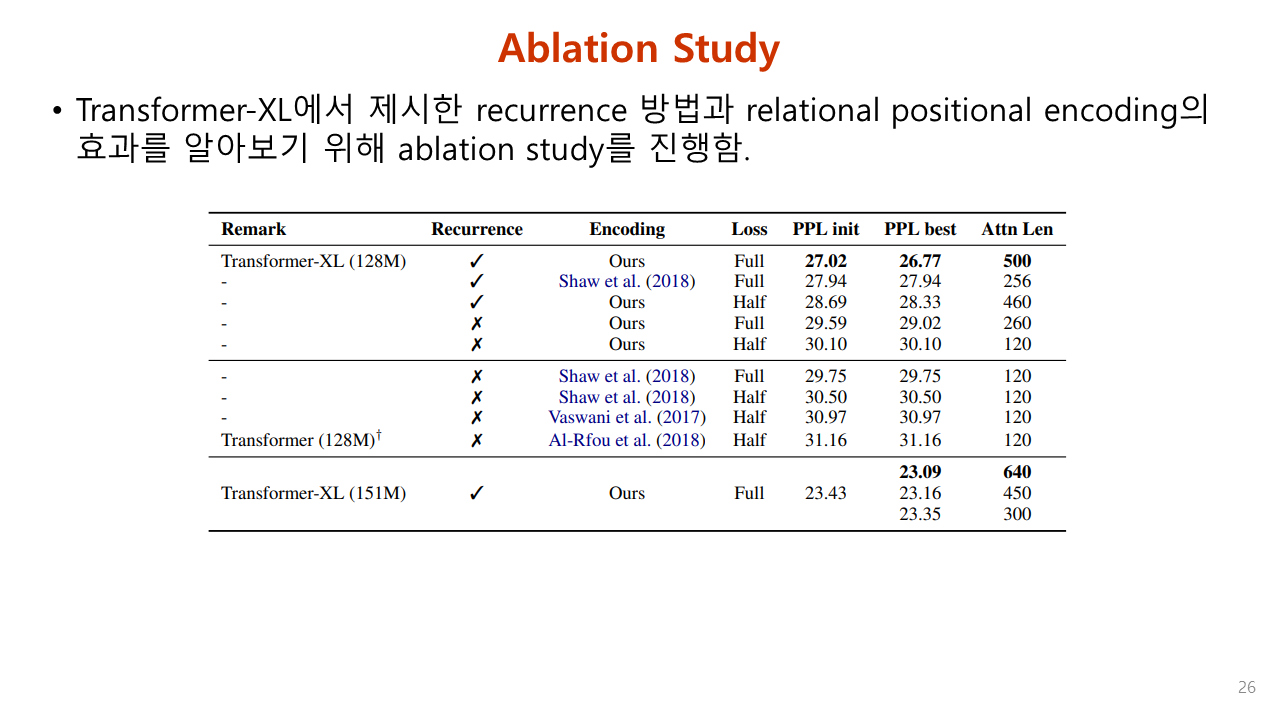 Ablation Study
• Transformer-XL에서 제시한 recurrence 방법과 relational positional encoding의
효과를 알아보기 위해 ablation study를 진행함.
Remark Recurrence Encoding Loss PPL init PPL best Attn Len
Transformer-XL (128M) ✓ Ours Full 27.02 26.77 500
- ✓ Shaw et al. (2018) Full 27.94 27.94 256
- ✓ Ours Half 28.69 28.33 460
- ✗ Ours Full 29.59 29.02 260
- ✗ Ours Half 30.10 30.10 120
- ✗ Shaw et al. (2018) Full 29.75 29.75 120
- ✗ Shaw et al. (2018) Half 30.50 30.50 120
- ✗ Vaswani et al. (2017) Half 30.97 30.97 120
Transformer (128M)† ✗ Al-Rfou et al. (2018) Half 31.16 31.16 120
23.09 640
Transformer-XL (151M) ✓ Ours Full 23.43 23.16 450
23.35 300
26